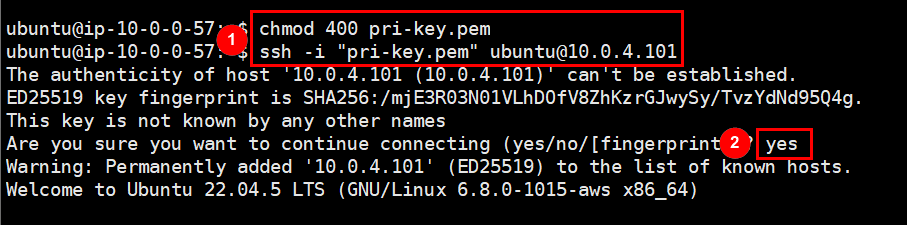 ubuntu@ip-10-0-0-57:~$ chmod 400 pri-key.pem
1
ubuntu@ip-10-0-0-57:~$ ssh -i "pri-key.pem" ubuntu@10.0.4.101
The authenticity of host '10.0.4.101 (10.0.4.101)' can't be established.
ED25519 key fingerprint is SHA256:/mjE3R03N01VLhDOfV8ZhKzrGJwySy/TvzYdNd95Q4g.
This key is not known by any other names
Are you sure you want to continue connecting (yes/no/[fingerprint 2 yes
Warning: Permanently added '10.0.4.101' (ED25519) to the list of known hosts.
Welcome to Ubuntu 22.04.5 LTS (GNU/Linux 6.8.0-1015-aws x86_64)